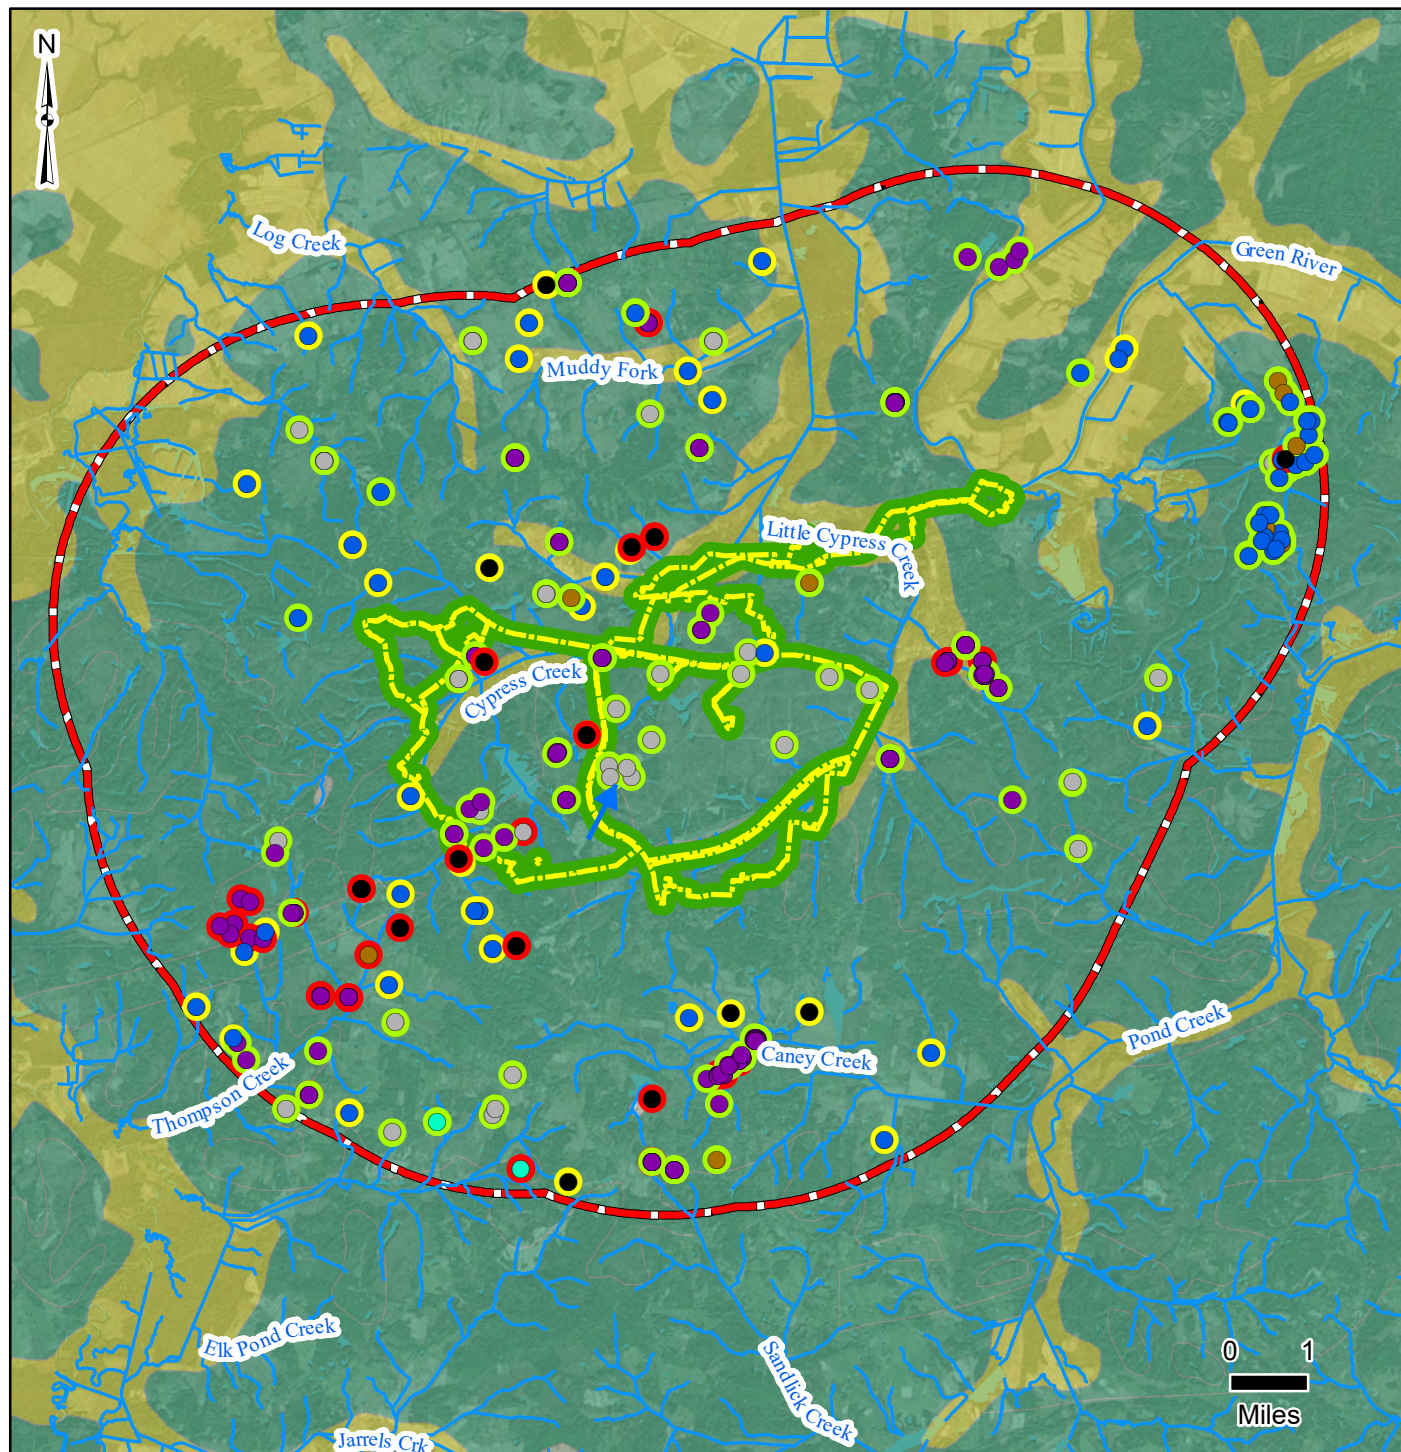 N
Log Creek
Green River
Muddy Fork
Little Cypress Creek
Cypress Creek
Pond Creek
Caney Creek
Thompson Creek
Elk Pond Creek
Sandlick Creek
Jarrels Crk
0 1
Miles